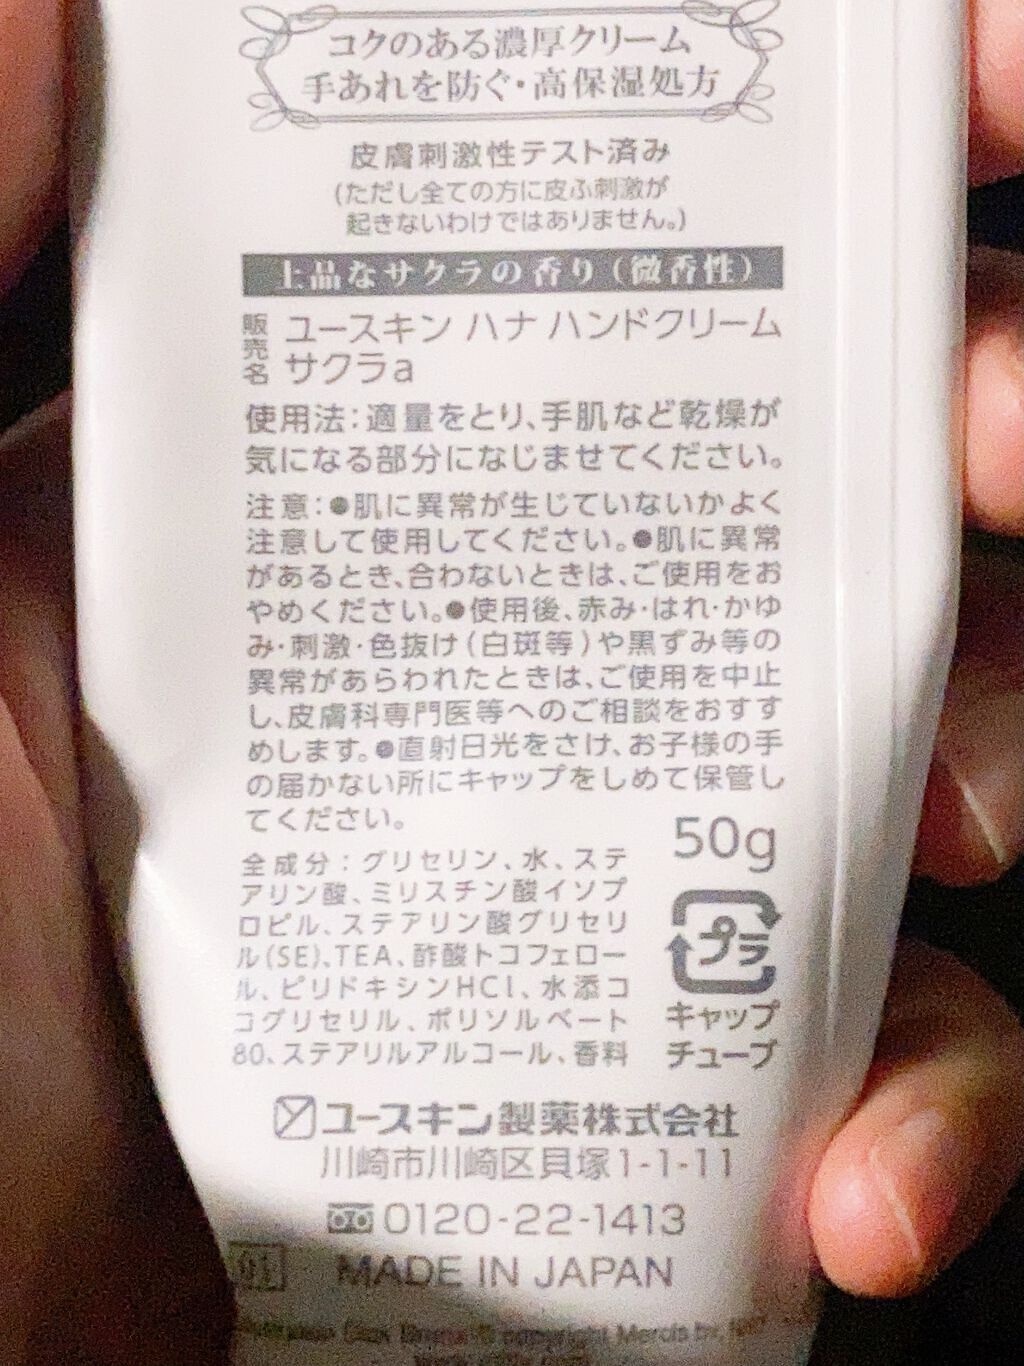 コクのある濃厚クリーム
手あれを防ぐ・高保湿処方
皮膚刺激性テスト済み
(ただし全ての方に皮ふ刺激が
起きないわけではありません。)
上品なサクラの香り(微香性)
販売名 ユースキン ハナ ハンドクリーム
サクラa
使用法:適量をとり、手肌など乾燥が
気になる部分になじませてください。
注意:●肌に異常が生じていないかよく
注意して使用してください。●肌に異常
があるとき、合わないときは、ご使用をお
やめください。●使用後、赤み・はれ・かゆ
み・刺激・色抜け(白斑等)や黒ずみ等の
異常があらわれたときは、ご使用を中止
し、皮膚科専門医等へのご相談をおすす
めします。●直射日光をさけ、お子様の手
の届かない所にキャップをしめて保管し
てください。
全成分:グリセリン、水、ステ
アリン酸、ミリスチン酸イソプ
ロピル、ステアリン酸グリセリ
ル(SE)、TEA、酢酸トコフェロー
ル、ピリドキシンHCl、水添コ
コグリセリル、ポリソルベート
80、ステアリルアルコール、香料
50g
プラ
キャップ
チューブ
ユースキン製薬株式会社
川崎市川崎区貝塚1-1-11
0120-22-1413
01
MADE IN JAPAN
Dick Bruna copyright Mercis bv,